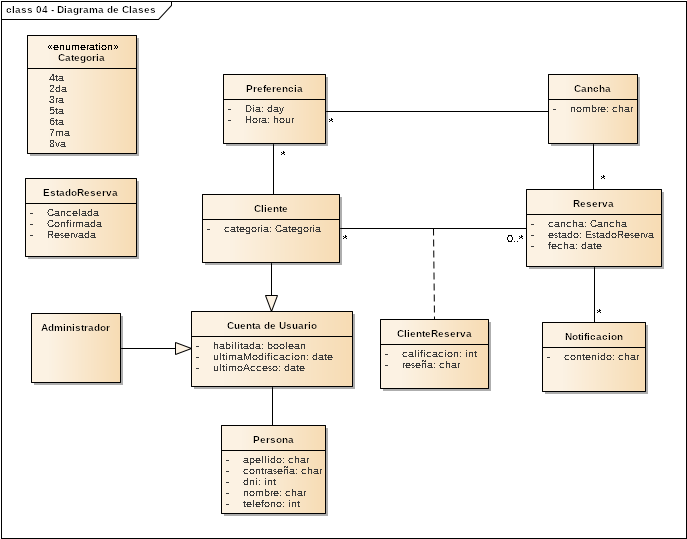 class 04 - Diagrama de Clases
«enumeration»
Categoria
4ta
2da
3ra
5ta
6ta
7ma
8va
Preferencia
- Dia: day
- Hora: hour
*
*
Cancha
- nombre: char
*
EstadoReserva
- Cancelada
- Confirmada
- Reservada
Cliente
- categoria: Categoria
*
0..*
Reserva
- cancha: Cancha
- estado: EstadoReserva
- fecha: date
*
Administrador
Cuenta de Usuario
- habilitada: boolean
- ultimaModificacion: date
- ultimoAcceso: date
ClienteReserva
- calificacion: int
- reseña: char
Notificacion
- contenido: char
Persona
- apellido: char
- contraseña: char
- dni: int
- nombre: char
- telefono: int